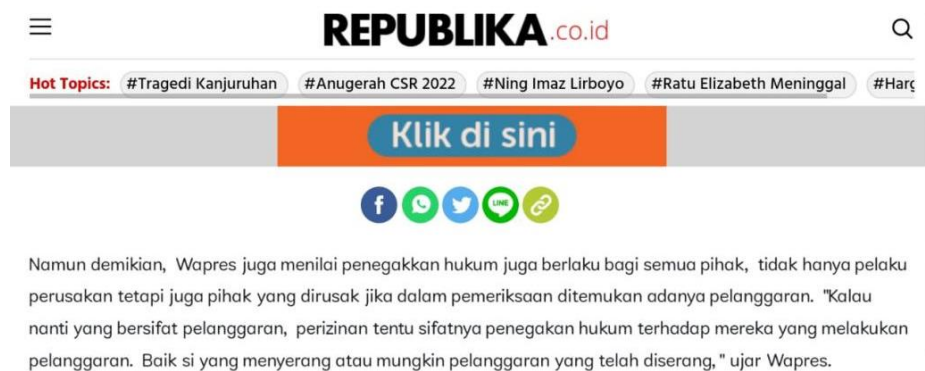 REPUBLIKA.co.id
Hot Topics: #Tragedi Kanjuruhan #Anugerah CSR 2022 #Ning Imaz Lirboyo #Ratu Elizabeth Meninggal #Harg
Klik di sini
LINE
Namun demikian, Wapres juga menilai penegakkan hukum juga berlaku bagi semua pihak, tidak hanya pelaku
perusakan tetapi juga pihak yang dirusak jika dalam pemeriksaan ditemukan adanya pelanggaran. "Kalau
nanti yang bersifat pelanggaran, perizinan tentu sifatnya penegakan hukum terhadap mereka yang melakukan
pelanggaran. Baik si yang menyerang atau mungkin pelanggaran yang telah diserang," ujar Wapres.